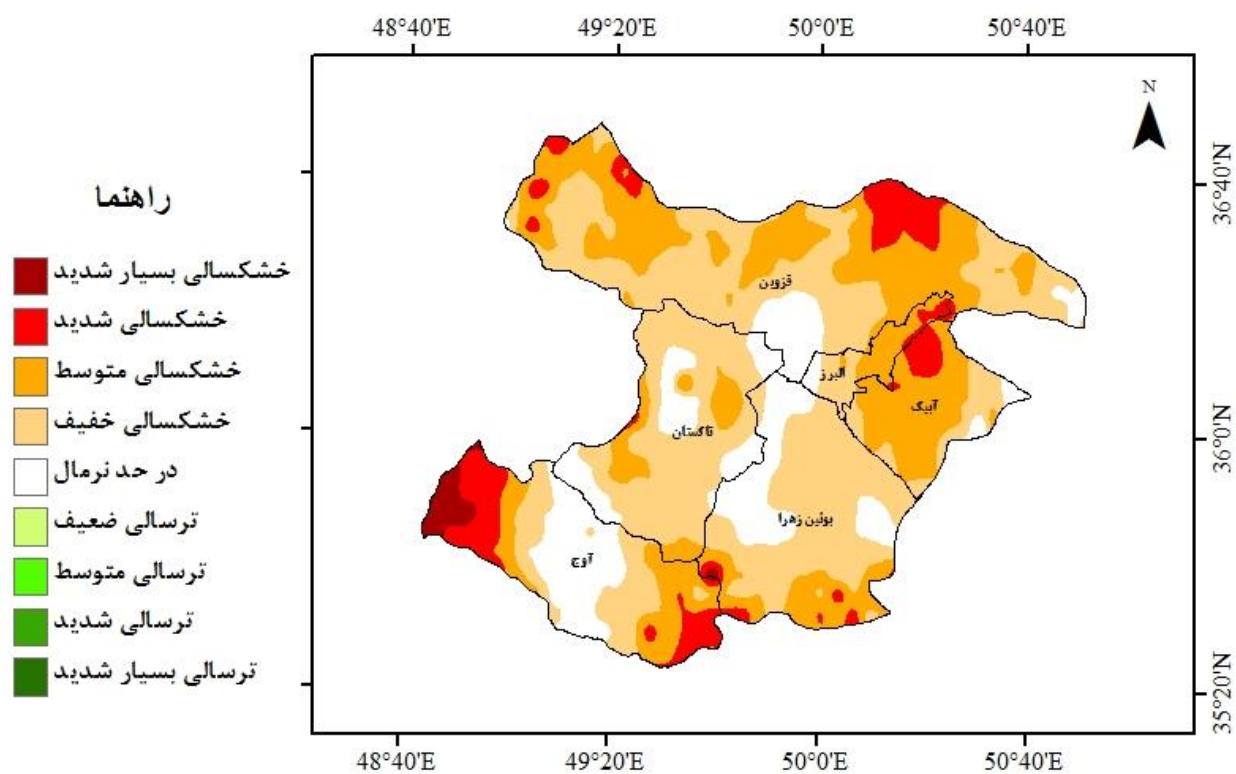 48°40'E 49°20'E 50°0'E 50°40'E
N
راهنما
خشکسالی بسیار شدید
خشکسالی شدید
خشکسالی متوسط
خشکسالی خفیف
در حد نرمال
ترسالی ضعیف
ترسالی متوسط
ترسالی شدید
ترسالی بسیار شدید
قزوین
البرز
آبیک
تاکستان
بوئین زهرا
آوج
36°40'N
36°0'N
35°20'N
48°40'E 49°20'E 50°0'E 50°40'E